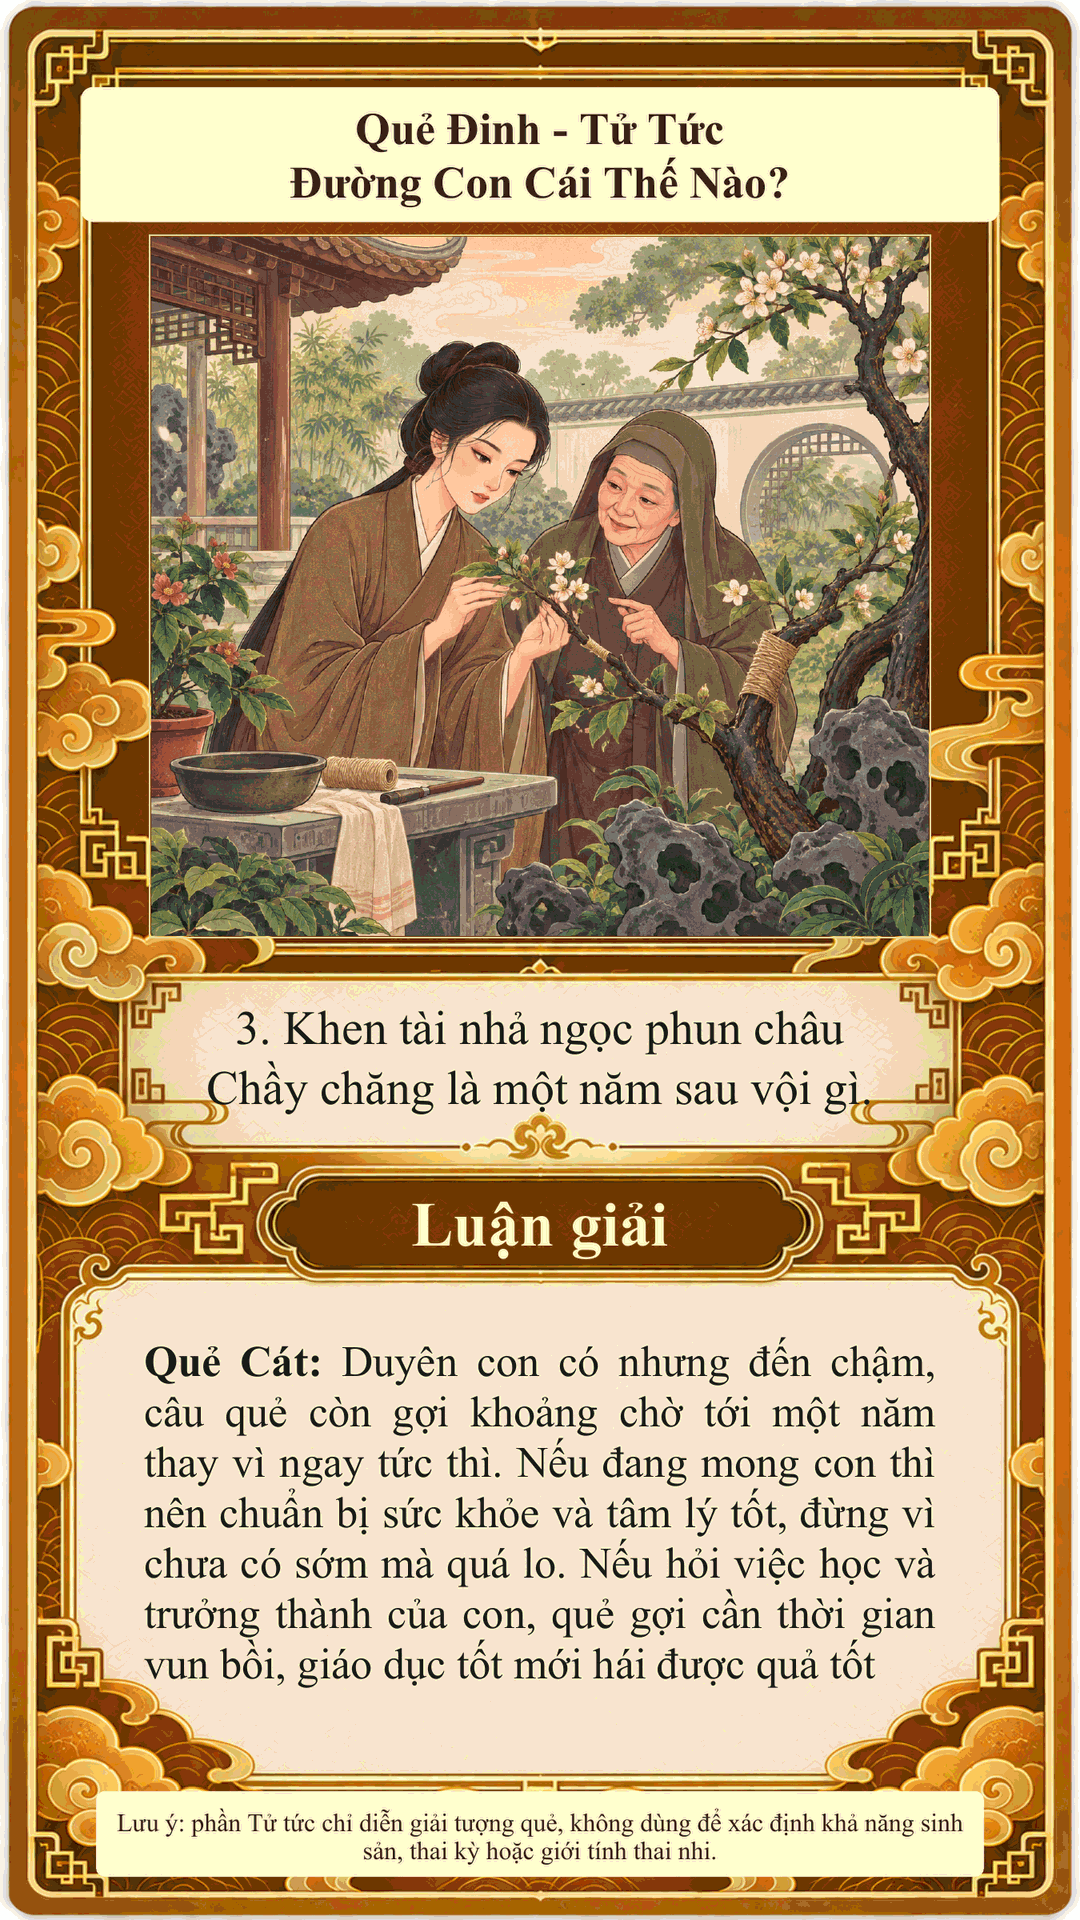 Quẻ Đinh - Tử Tức
Đường Con Cái Thế Nào?
3. Khen tài nhả ngọc phun châu
Chầy chăng là một năm sau vội gì.
Luận giải
Quẻ Cát: Duyên con có nhưng đến chậm,
câu quẻ còn gợi khoảng chờ tới một năm
thay vì ngay tức thì. Nếu đang mong con thì
nên chuẩn bị sức khỏe và tâm lý tốt, đừng vì
chưa có sớm mà quá lo. Nếu hỏi việc học và
trưởng thành của con, quẻ gợi cần thời gian
vun bồi, giáo dục tốt mới hái được quả tốt
Lưu ý: phần Tử tức chỉ diễn giải tượng quẻ, không dùng để xác định khả năng sinh
sản, thai kỳ hoặc giới tính thai nhi.